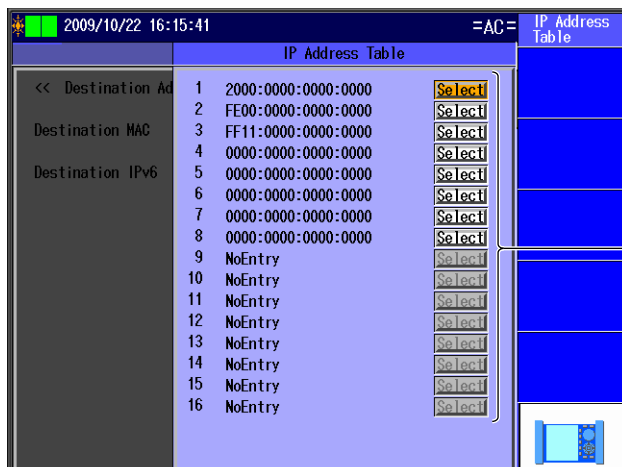 2009/10/22 16:15:41 =AC= IP Address
Table
IP Address Table
<< Destination Ad
Destination MAC
Destination IPv6
1 2000:0000:0000:0000 Select
2 FE00:0000:0000:0000 Select
3 FF11:0000:0000:0000 Select
4 0000:0000:0000:0000 Select
5 0000:0000:0000:0000 Select
6 0000:0000:0000:0000 Select
7 0000:0000:0000:0000 Select
8 0000:0000:0000:0000 Select
9 NoEntry Select
10 NoEntry Select
11 NoEntry Select
12 NoEntry Select
13 NoEntry Select
14 NoEntry Select
15 NoEntry Select
16 NoEntry Select